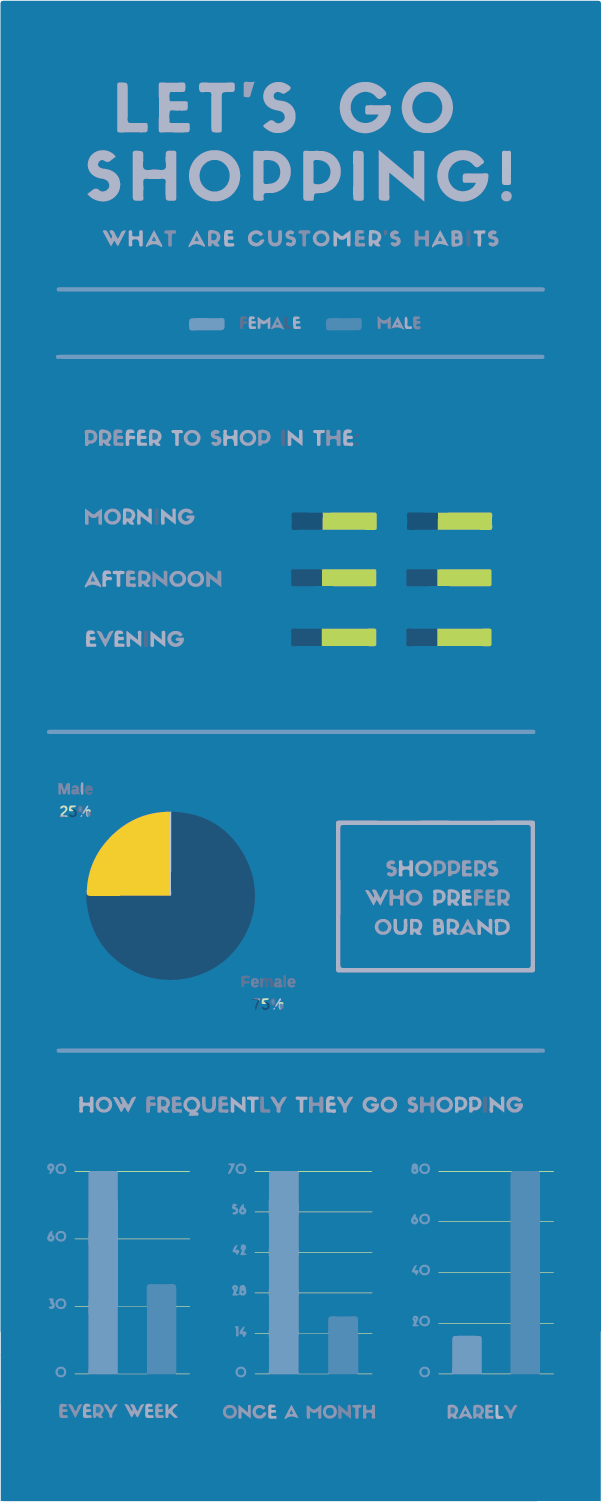 LET'S GO
SHOPPING!
WHAT ARE CUSTOMER'S HABITS
FEMALE MALE
PREFER TO SHOP IN THE
MORNING
AFTERNOON
EVENING
Male
25%
SHOPPERS
WHO PREFER
OUR BRAND
Female
75%
HOW FREQUENTLY THEY GO SHOPPING
90
60
30
0
EVERY WEEK
70
56
42
28
14
0
ONCE A MONTH
80
60
40
20
0
RARELY